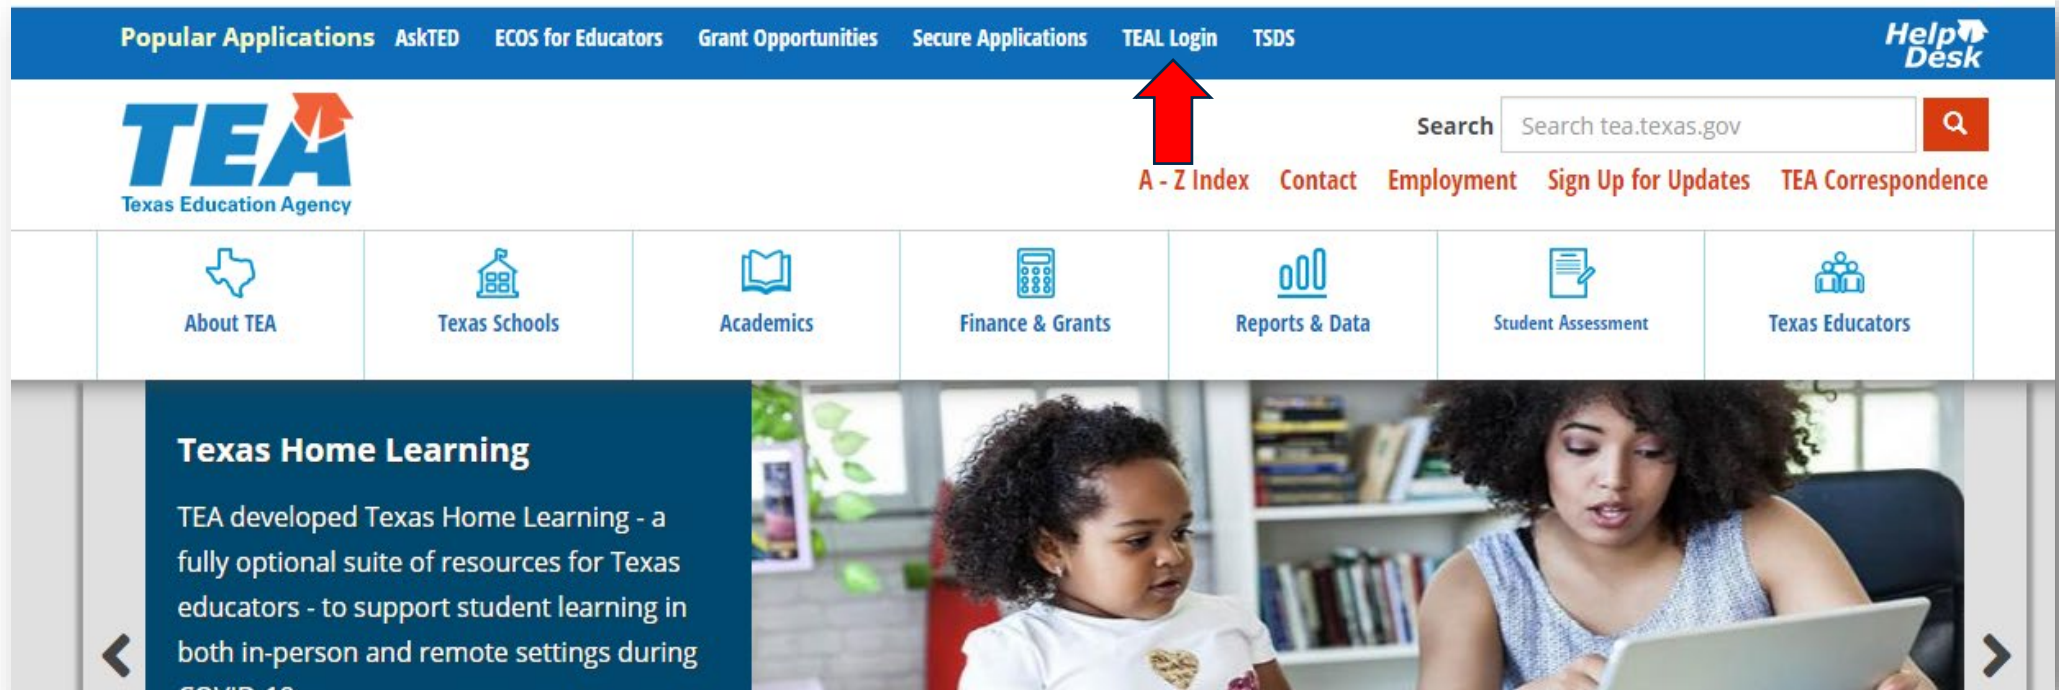 Popular Applications AskTED ECOS for Educators Grant Opportunities Secure Applications TEAL Login TSDS
Help
Desk
TEA
Texas Education Agency
Search Search tea.texas.gov
A - Z Index Contact Employment Sign Up for Updates TEA Correspondence
About TEA Texas Schools Academics Finance & Grants Reports & Data Student Assessment Texas Educators
Texas Home Learning
TEA developed Texas Home Learning - a
fully optional suite of resources for Texas
educators - to support student learning in
both in-person and remote settings during